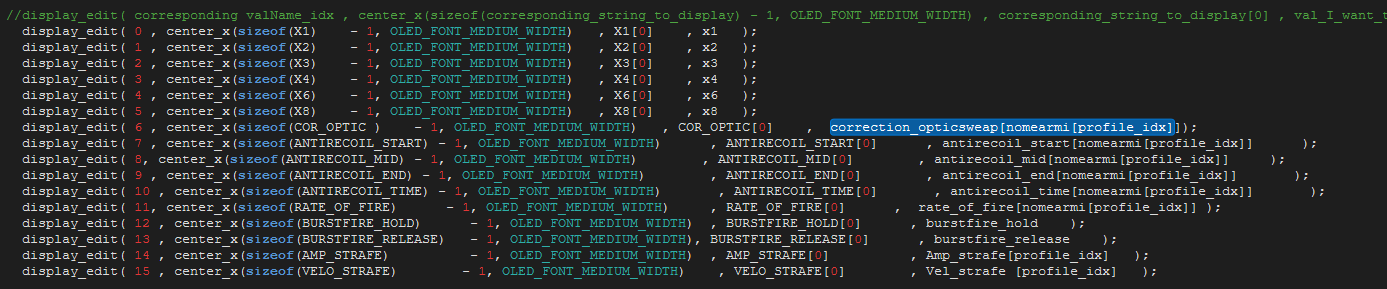 //display_edit( corresponding valName_idx , center_x(sizeof(corresponding_string_to_display) - 1, OLED_FONT_MEDIUM_WIDTH) , corresponding_string_to_display[0] , val_I_want_t
display_edit( 0 , center_x(sizeof(X1) - 1, OLED_FONT_MEDIUM_WIDTH) , X1[0] , x1 );
display_edit( 1 , center_x(sizeof(X2) - 1, OLED_FONT_MEDIUM_WIDTH) , X2[0] , x2 );
display_edit( 2 , center_x(sizeof(X3) - 1, OLED_FONT_MEDIUM_WIDTH) , X3[0] , x3 );
display_edit( 3 , center_x(sizeof(X4) - 1, OLED_FONT_MEDIUM_WIDTH) , X4[0] , x4 );
display_edit( 4 , center_x(sizeof(X6) - 1, OLED_FONT_MEDIUM_WIDTH) , X6[0] , x6 );
display_edit( 5 , center_x(sizeof(X8) - 1, OLED_FONT_MEDIUM_WIDTH) , X8[0] , x8 );
display_edit( 6 , center_x(sizeof(COR_OPTIC ) - 1, OLED_FONT_MEDIUM_WIDTH) , COR_OPTIC[0] , correction_opticsweap[nomearmi[profile_idx]]);
display_edit( 7 , center_x(sizeof(ANTIRECOIL_START) - 1, OLED_FONT_MEDIUM_WIDTH) , ANTIRECOIL_START[0] , antirecoil_start[nomearmi[profile_idx]] );
display_edit( 8, center_x(sizeof(ANTIRECOIL_MID) - 1, OLED_FONT_MEDIUM_WIDTH) , ANTIRECOIL_MID[0] , antirecoil_mid[nomearmi[profile_idx]] );
display_edit( 9 , center_x(sizeof(ANTIRECOIL_END) - 1, OLED_FONT_MEDIUM_WIDTH) , ANTIRECOIL_END[0] , antirecoil_end[nomearmi[profile_idx]] );
display_edit( 10 , center_x(sizeof(ANTIRECOIL_TIME) - 1, OLED_FONT_MEDIUM_WIDTH) , ANTIRECOIL_TIME[0] , antirecoil_time[nomearmi[profile_idx]] );
display_edit( 11, center_x(sizeof(RATE_OF_FIRE) - 1, OLED_FONT_MEDIUM_WIDTH) , RATE_OF_FIRE[0] , rate_of_fire[nomearmi[profile_idx]] );
display_edit( 12 , center_x(sizeof(BURSTFIRE_HOLD) - 1, OLED_FONT_MEDIUM_WIDTH) , BURSTFIRE_HOLD[0] , burstfire_hold );
display_edit( 13 , center_x(sizeof(BURSTFIRE_RELEASE) - 1, OLED_FONT_MEDIUM_WIDTH), BURSTFIRE_RELEASE[0] , burstfire_release );
display_edit( 14 , center_x(sizeof(AMP_STRAFE) - 1, OLED_FONT_MEDIUM_WIDTH) , AMP_STRAFE[0] , Amp_strafe[profile_idx] );
display_edit( 15 , center_x(sizeof(VELO_STRAFE) - 1, OLED_FONT_MEDIUM_WIDTH) , VELO_STRAFE[0] , Vel_strafe [profile_idx] );